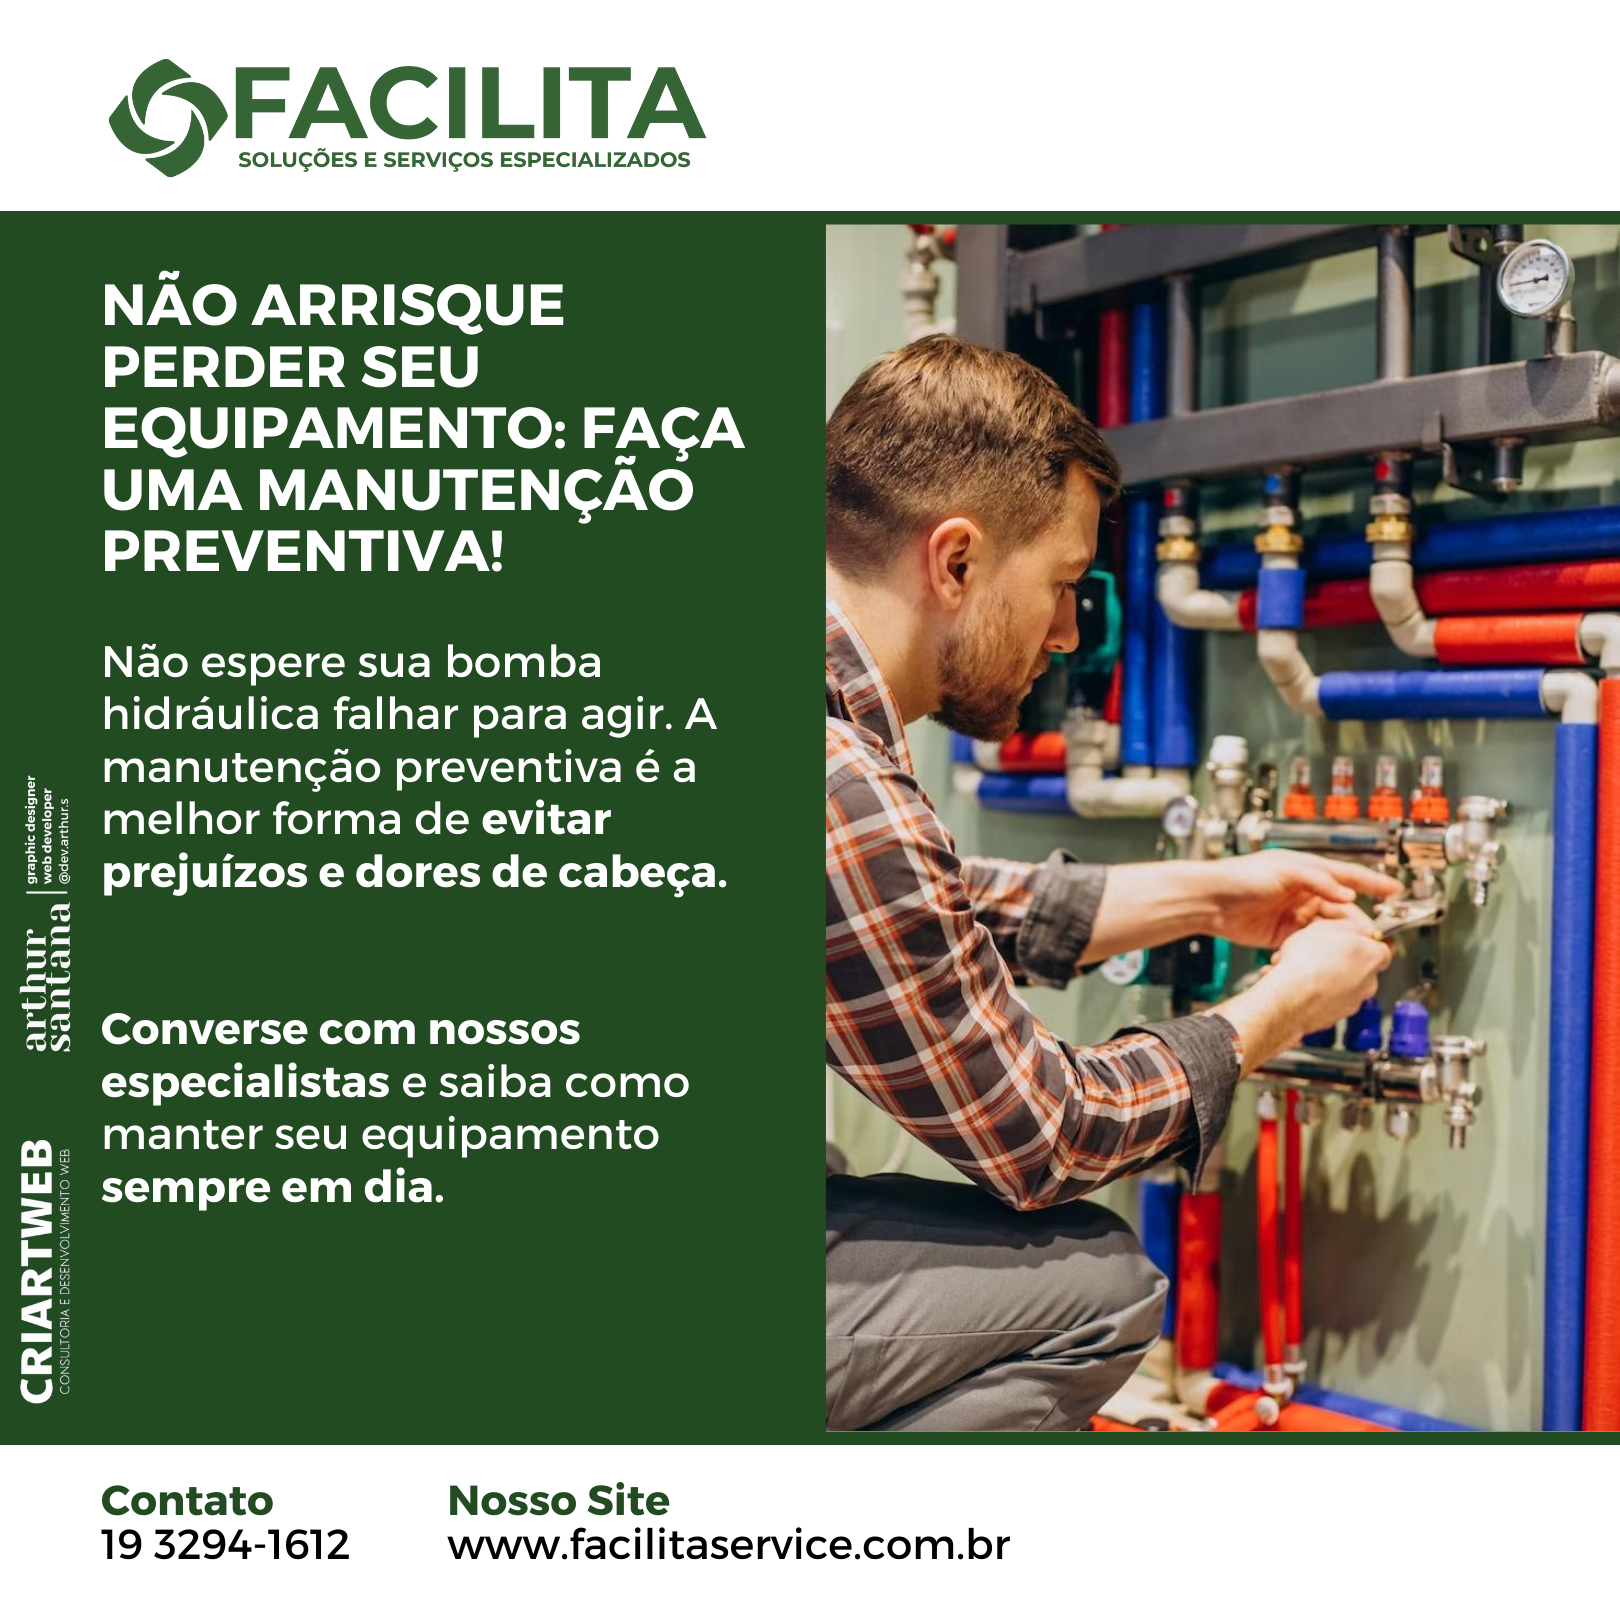 FACILITA
SOLUÇÕES E SERVIÇOS ESPECIALIZADOS
NÃO ARRISQUE
PERDER SEU
EQUIPAMENTO: FAÇA
UMA MANUTENÇÃO
PREVENTIVA!
Não espere sua bomba
hidráulica falhar para agir. A
manutenção preventiva é a
melhor forma de evitar
prejuízos e dores de cabeça.
Converse com nossos
especialistas e saiba como
manter seu equipamento
sempre em dia.
arthur
santana
graphic designer
web developer
@dev.arthur.s
CRIARTWEB
CONSULTORIA E DESENVOLVIMENTO WEB
Contato
19 3294-1612
Nosso Site
www.facilitaservice.com.br